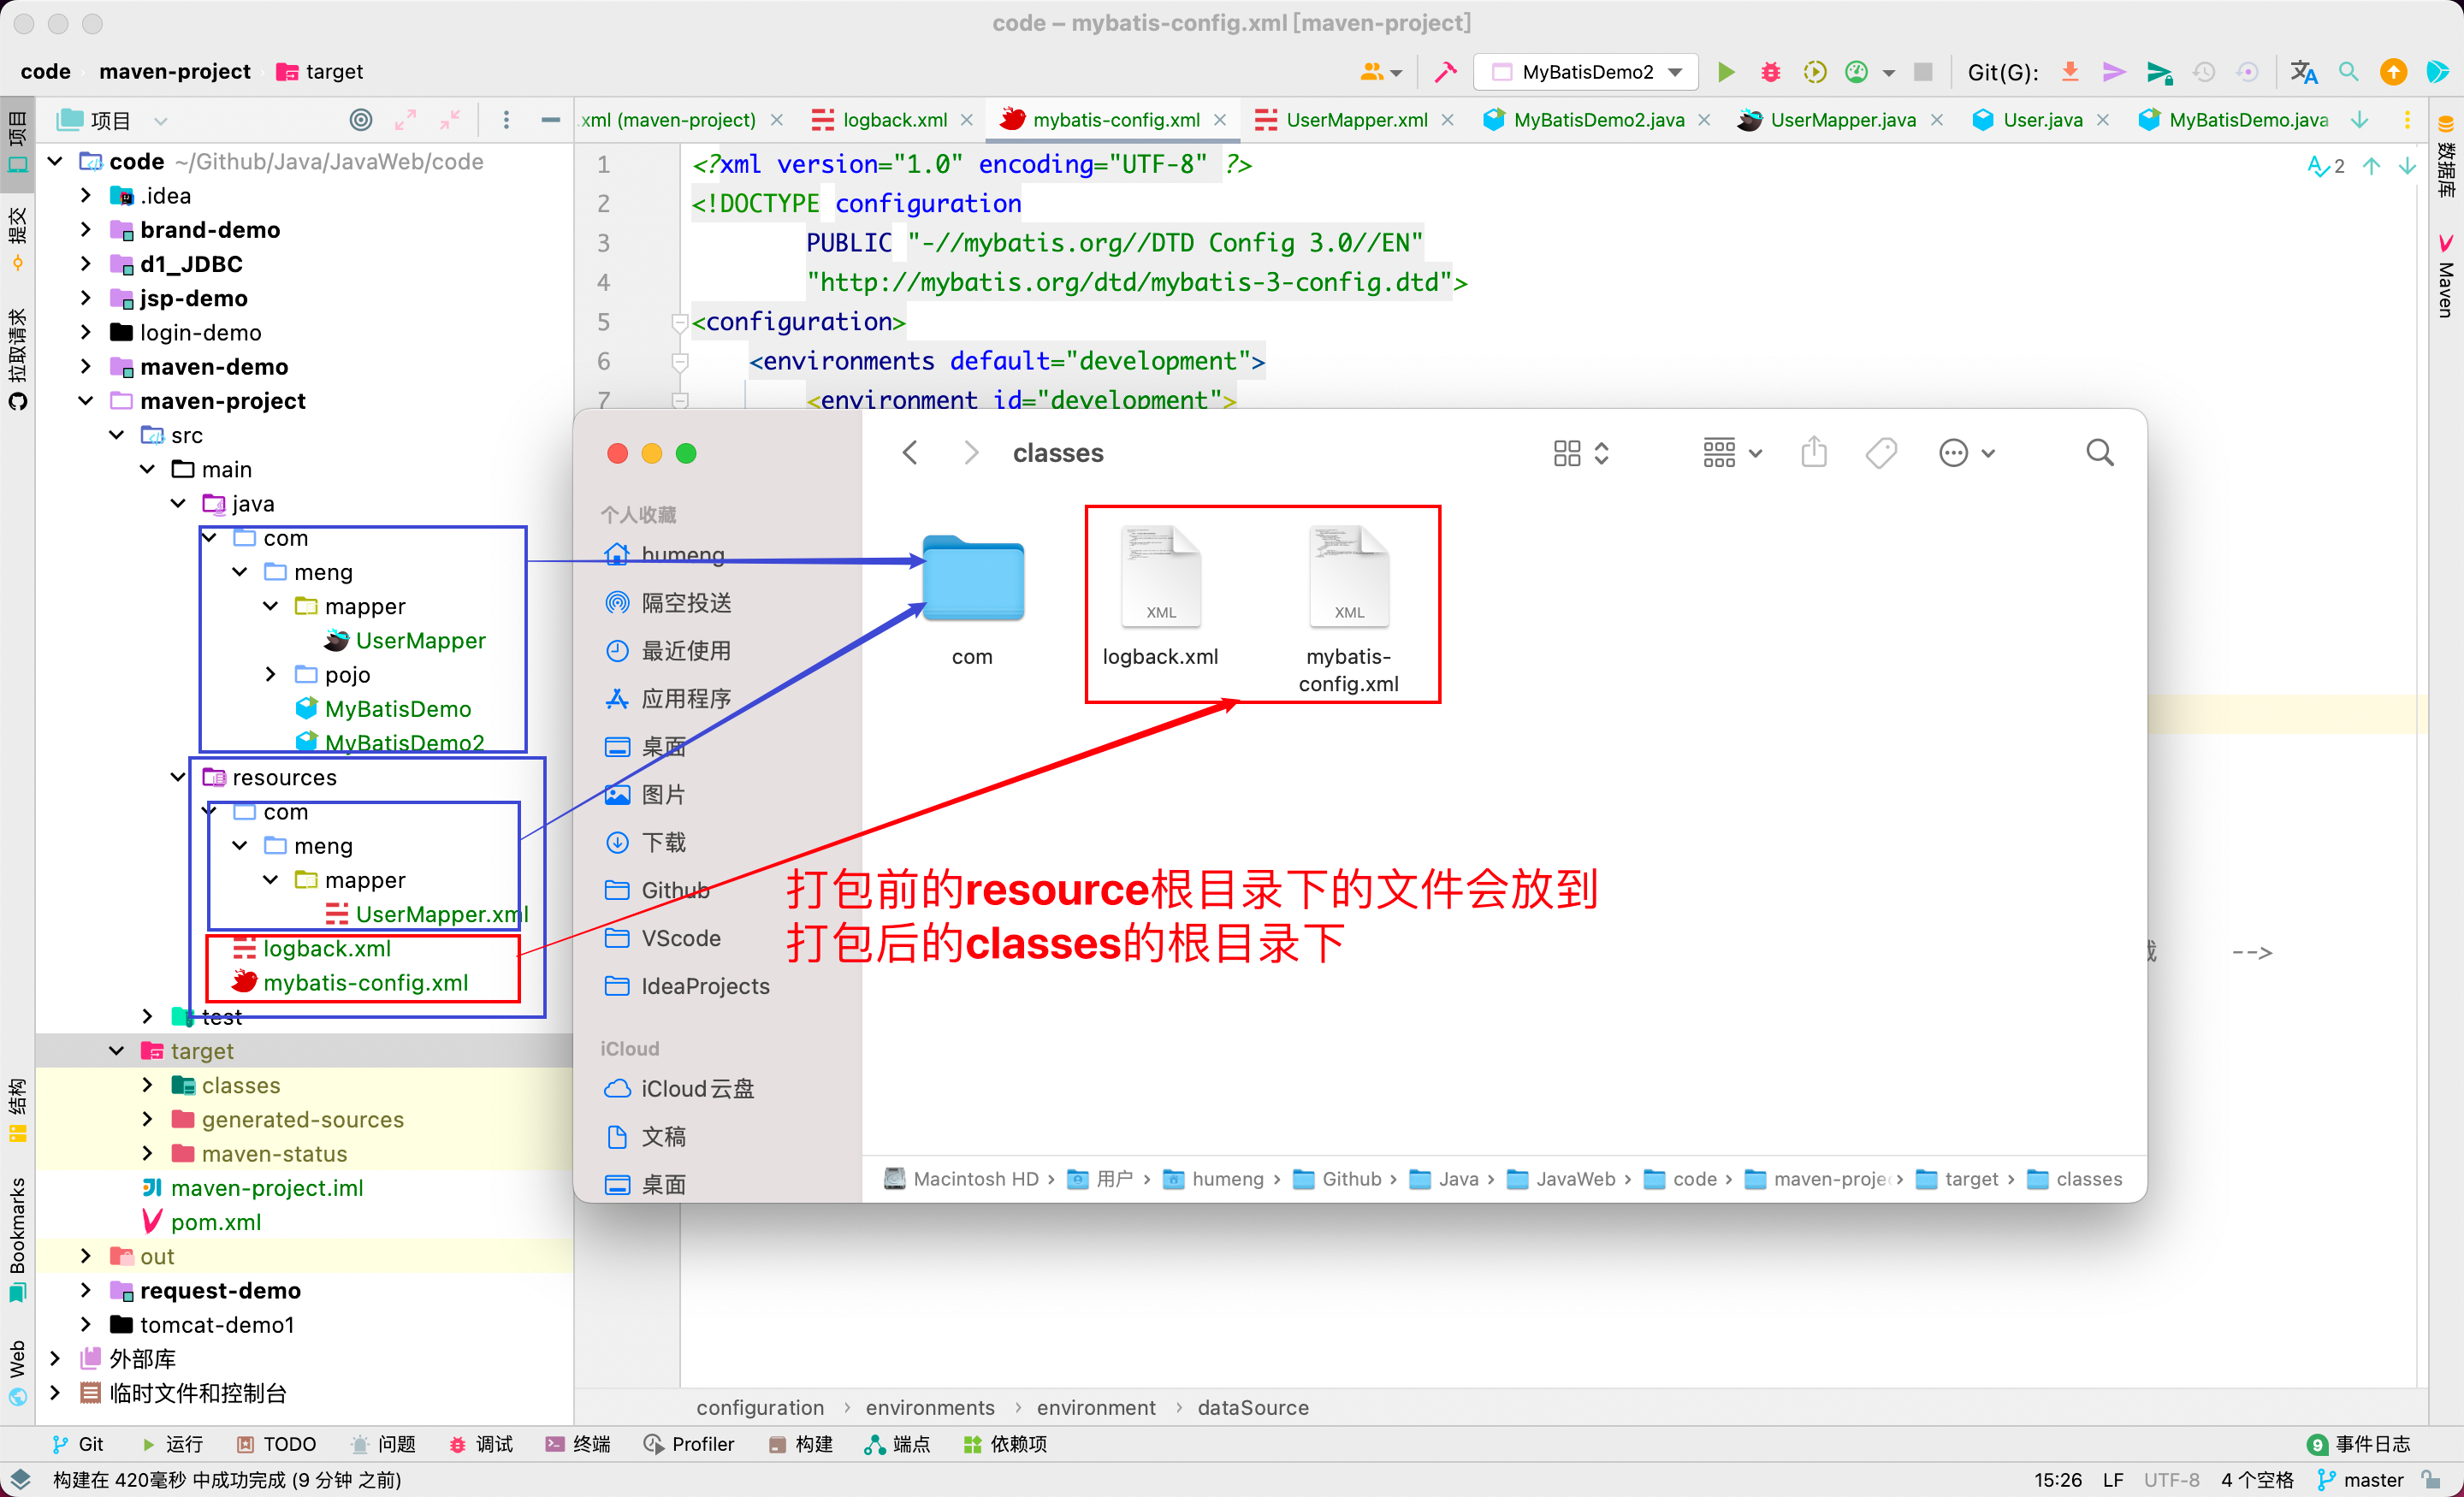 code – mybatis-config.xml [maven-project]
code maven-project target
MyBatisDemo2
Git(G):
项目
.xml (maven-project)
logback.xml
mybatis-config.xml
UserMapper.xml
MyBatisDemo2.java
UserMapper.java
User.java
MyBatisDemo.java
项目
提交
拉取请求
结构
Bookmarks
Web
数据库
Maven
code ~/Github/Java/JavaWeb/code
.idea
brand-demo
d1_JDBC
jsp-demo
login-demo
maven-demo
maven-project
src
main
java
com
meng
mapper
UserMapper
pojo
MyBatisDemo
MyBatisDemo2
resources
com
meng
mapper
UserMapper.xml
logback.xml
mybatis-config.xml
test
target
classes
generated-sources
maven-status
maven-project.iml
pom.xml
out
request-demo
tomcat-demo1
外部库
临时文件和控制台
1 <?xml version="1.0" encoding="UTF-8" ?>
2 <!DOCTYPE configuration
3 PUBLIC "-//mybatis.org//DTD Config 3.0//EN"
4 "http://mybatis.org/dtd/mybatis-3-config.dtd">
5 <configuration>
6 <environments default="development">
7 <environment id="development">
2
-->
classes
个人收藏
humeng
隔空投送
最近使用
应用程序
桌面
图片
下载
Github
VScode
IdeaProjects
iCloud
iCloud云盘
文稿
桌面
XML
XML
com
logback.xml
mybatis-
config.xml
打包前的resource根目录下的文件会放到
打包后的classes的根目录下
Macintosh HD › 用户 › humeng › Github › Java › JavaWeb › code › maven-proje › target › classes
configuration › environments › environment › dataSource
Git 运行 TODO 问题 调试 终端 Profiler 构建 端点 依赖项
9 事件日志
构建在 420毫秒 中成功完成 (9 分钟 之前)
15:26 LF UTF-8 4 个空格 master